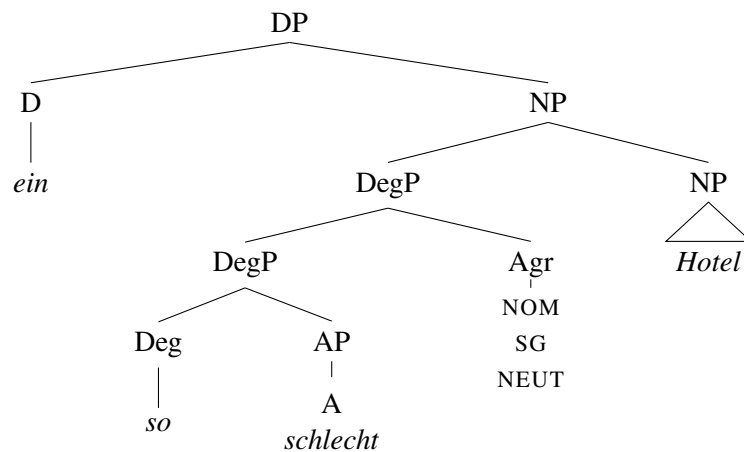 DP
D NP
ein DegP NP
DegP Agr Hotel
NOM
Deg AP SG
NEUT
so A
schlecht